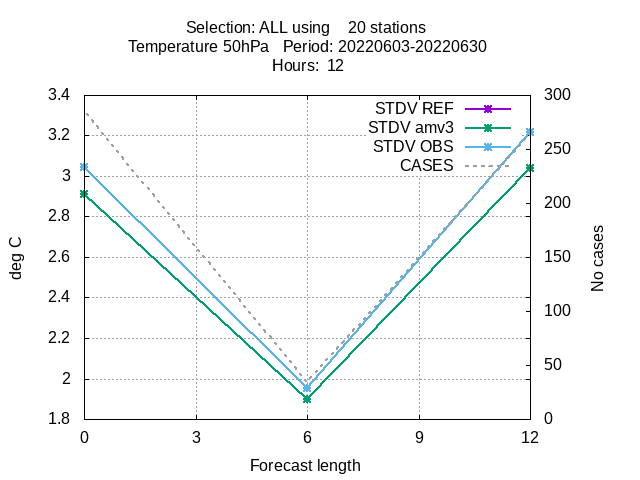 Selection: ALL using    20 stations
Temperature 50hPa   Period: 20220603-20220630
Hours:  12
3.4
3.2
3
2.8
2.6
2.4
2.2
2
1.8
deg C
STDV REF
STDV amv3
STDV OBS
CASES
300
250
200
150
100
50
0
No cases
0 3 6 9 12
Forecast length